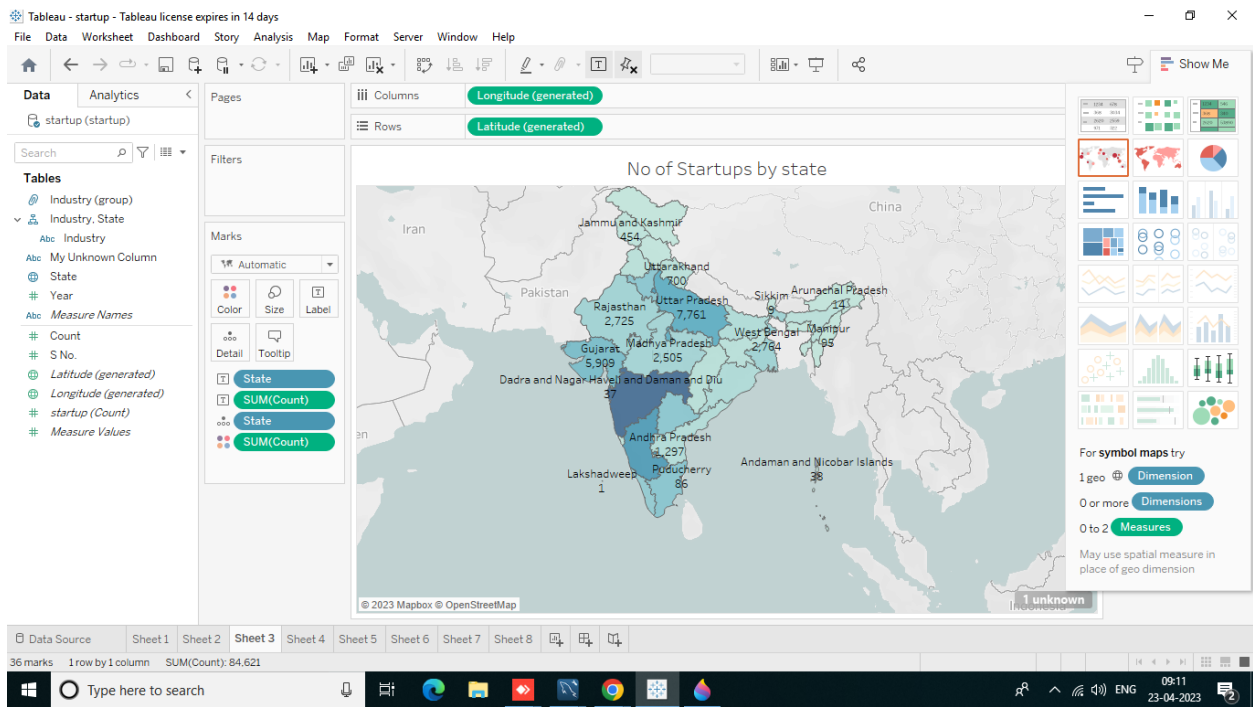 Tableau - startup - Tableau license expires in 14 days
File Data Worksheet Dashboard Story Analysis Map Format Server Window Help
Show Me
Data Analytics
startup (startup)
Search
Tables
Industry (group)
Industry, State
Abc Industry
Abc My Unknown Column
State
# Year
Abc Measure Names
# Count
# S No.
Latitude (generated)
Longitude (generated)
# startup (Count)
# Measure Values
Pages
Filters
Marks
Automatic
Color Size Label
Detail Tooltip
State
SUM(Count)
State
SUM(Count)
Columns Longitude (generated)
Rows Latitude (generated)
No of Startups by state
China
Iran
Pakistan
Jammu and Kashmir
454
Uttarakhand
700
Arunachal Pradesh
14
Sikkim
9
Uttar Pradesh
7,761
Rajasthan
2,725
West Bengal
2,764
Manipur
95
Madhya Pradesh
2,505
Gujarat
5,909
Dadra and Nagar Haveli and Daman and Diu
37
Andhra Pradesh
1,297
Lakshadweep
1
Puducherry
86
Andaman and Nicobar Islands
38
1 unknown
© 2023 Mapbox © OpenStreetMap
For symbol maps try
1 geo Dimension
0 or more Dimensions
0 to 2 Measures
May use spatial measure in
place of geo dimension
Data Source Sheet 1 Sheet 2 Sheet 3 Sheet 4 Sheet 5 Sheet 6 Sheet 7 Sheet 8
36 marks 1 row by 1 column SUM(Count): 84,621
Type here to search
ENG
09:11
23-04-2023
2